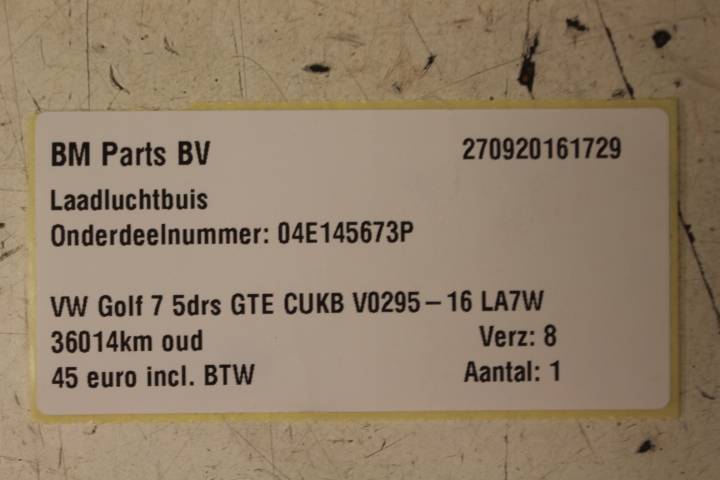 BM Parts BV 270920161729
Laadluchtbuis
Onderdeelnummer: 04E145673P
VW Golf 7 5drs GTE CUKB V0295-16 LA7W
36014km oud Verz: 8
45 euro incl. BTW Aantal: 1